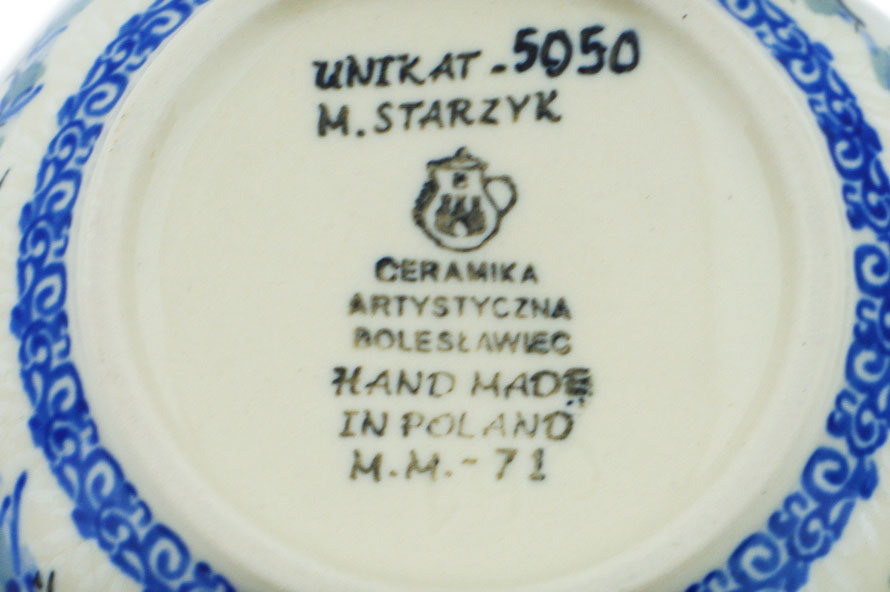 UNIKAT - 5050
M. STARZYK
CERAMIKA
ARTYSTYCZNA
BOLESŁAWIEC
HAND MADE
IN POLAND
M.M. - 71